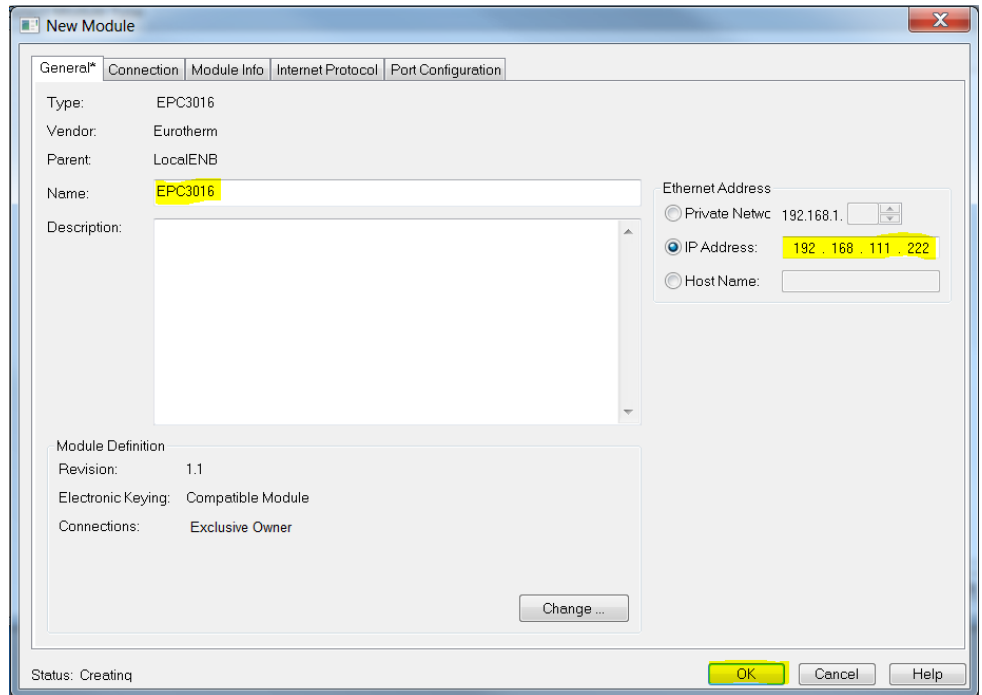 New Module
General* Connection Module Info Internet Protocol Port Configuration
Type: EPC3016
Vendor: Eurotherm
Parent: LocalENB
Name: EPC3016
Description:
Ethernet Address
Private Netwc 192.168.1.
IP Address: 192 . 168 . 111 . 222
Host Name:
Module Definition
Revision: 1.1
Electronic Keying: Compatible Module
Connections: Exclusive Owner
Change ...
Status: Creating
OK Cancel Help